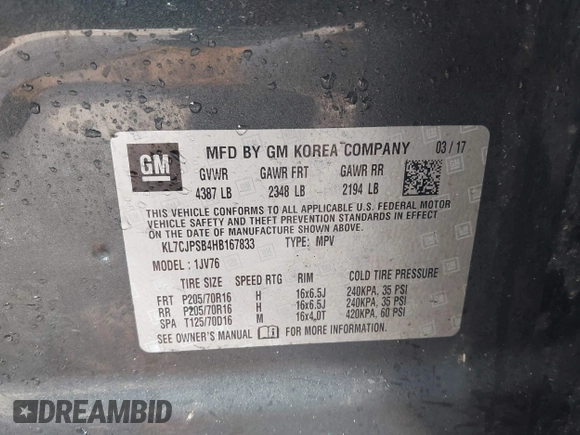 GM
MFD BY GM KOREA COMPANY 03 / 17
GVWR GAWR FRT GAWR RR
4387 LB 2348 LB 2194 LB
THIS VEHICLE CONFORMS TO ALL APPLICABLE U.S. FEDERAL MOTOR
VEHICLE SAFETY AND THEFT PREVENTION STANDARDS IN EFFECT
ON THE DATE OF MANUFACTURE SHOWN ABOVE.
KL7CJPSB4HB167833 TYPE: MPV
MODEL: 1JV76
TIRE SIZE SPEED RTG RIM COLD TIRE PRESSURE
FRT P205/70R16 H 16x6.5J 240KPA, 35 PSI
RR P205/70R16 H 16x6.5J 240KPA, 35 PSI
SPA T125/70D16 M 16x4.0T 420KPA, 60 PSI
SEE OWNER'S MANUAL FOR MORE INFORMATION.
DREAMBID